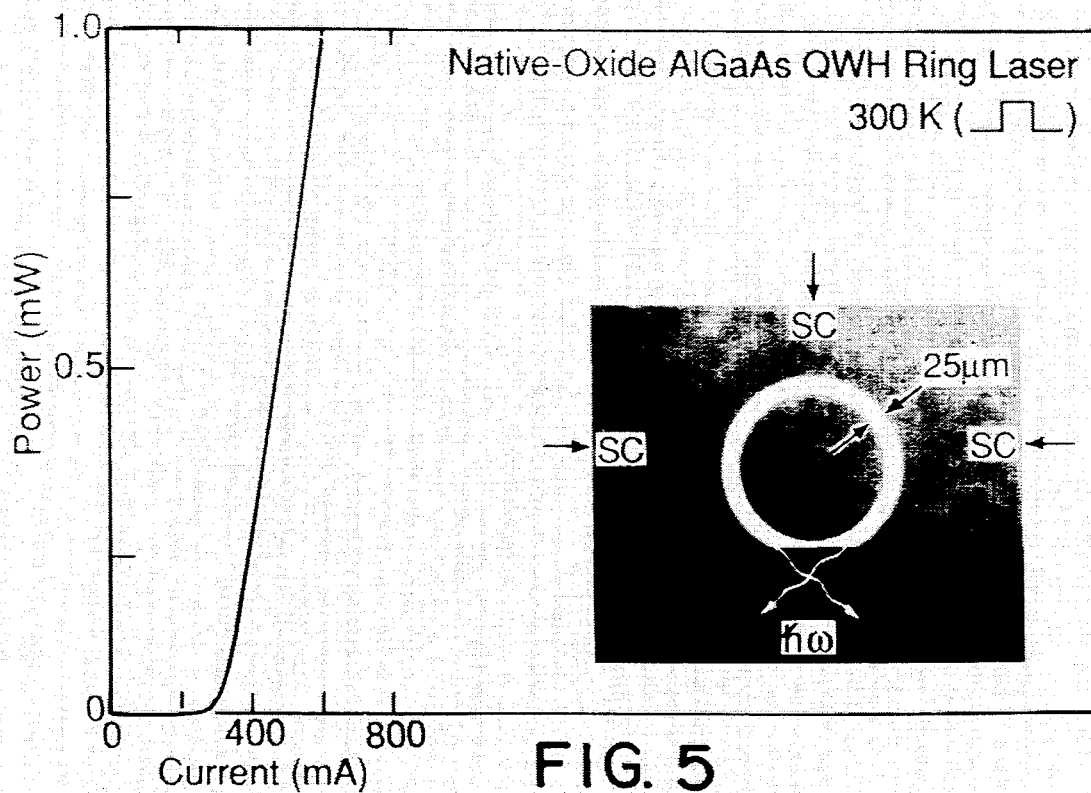 1.0
Native-Oxide AlGaAs QWH Ring Laser
300 K ( )
Power (mW)
0.5
0
0
400
800
Current (mA)
SC
25μm
SC
SC
ℏω
FIG. 5